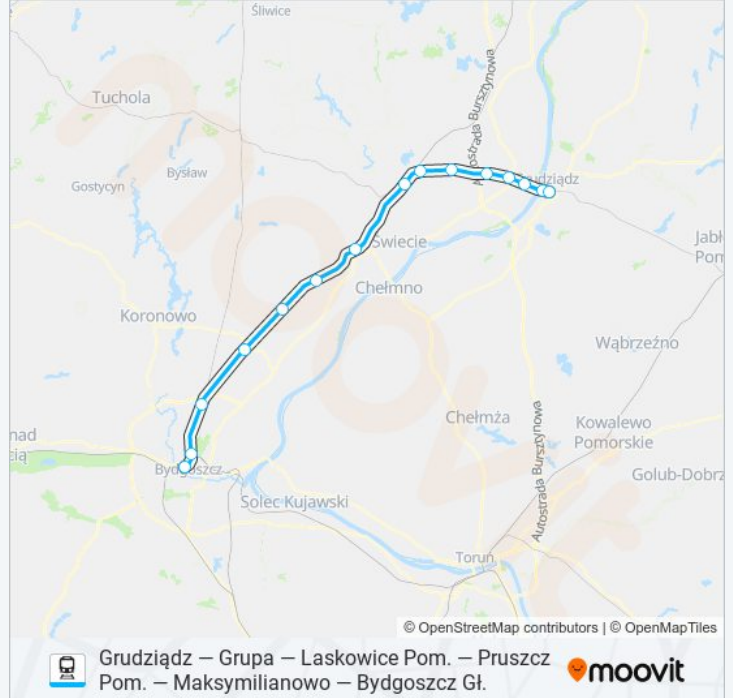 Śliwice
Tuchola
Autostrada Bursztynowa
Bysław
Gostycyn
Grudziądz
Świecie
Jabł
Pom
Chełmno
Koronowo
Wąbrzeźno
Chełmża
Kowalewo
Pomorskie
nad
cią
Bydgoszcz
Autostrada Bursztynowa
Golub-Dobrz
Solec Kujawski
Toruń
© OpenStreetMap contributors | © OpenMapTiles
Grudziądz — Grupa — Laskowice Pom. — Pruszcz
Pom. — Maksymilianowo — Bydgoszcz Gł.
moovit